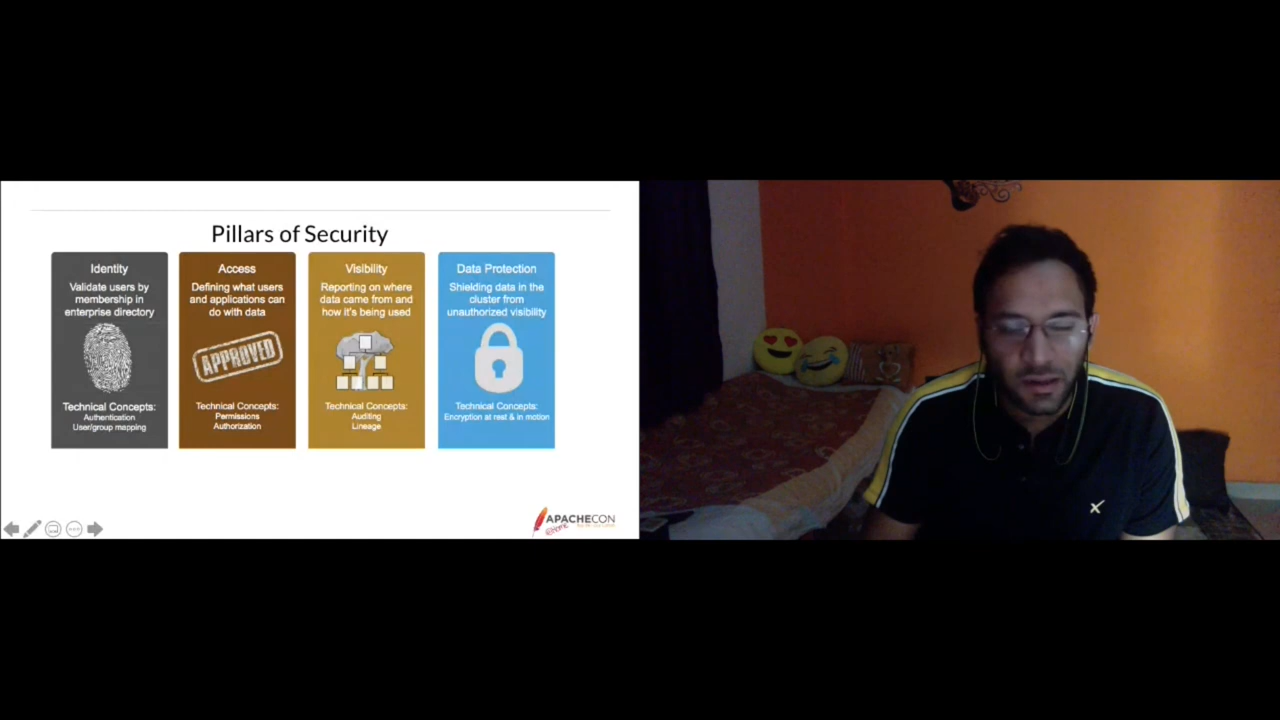 Pillars of Security
Identity
Validate users by
membership in
enterprise directory
Technical Concepts:
Authentication
User/group mapping
Access
Defining what users
and applications can
do with data
APPROVED
Technical Concepts:
Permissions
Authorization
Visibility
Reporting on where
data came from and
how it's being used
Technical Concepts:
Auditing
Lineage
Data Protection
Shielding data in the
cluster from
unauthorized visibility
Technical Concepts:
Encryption at rest & in motion
APACHECON
@Home